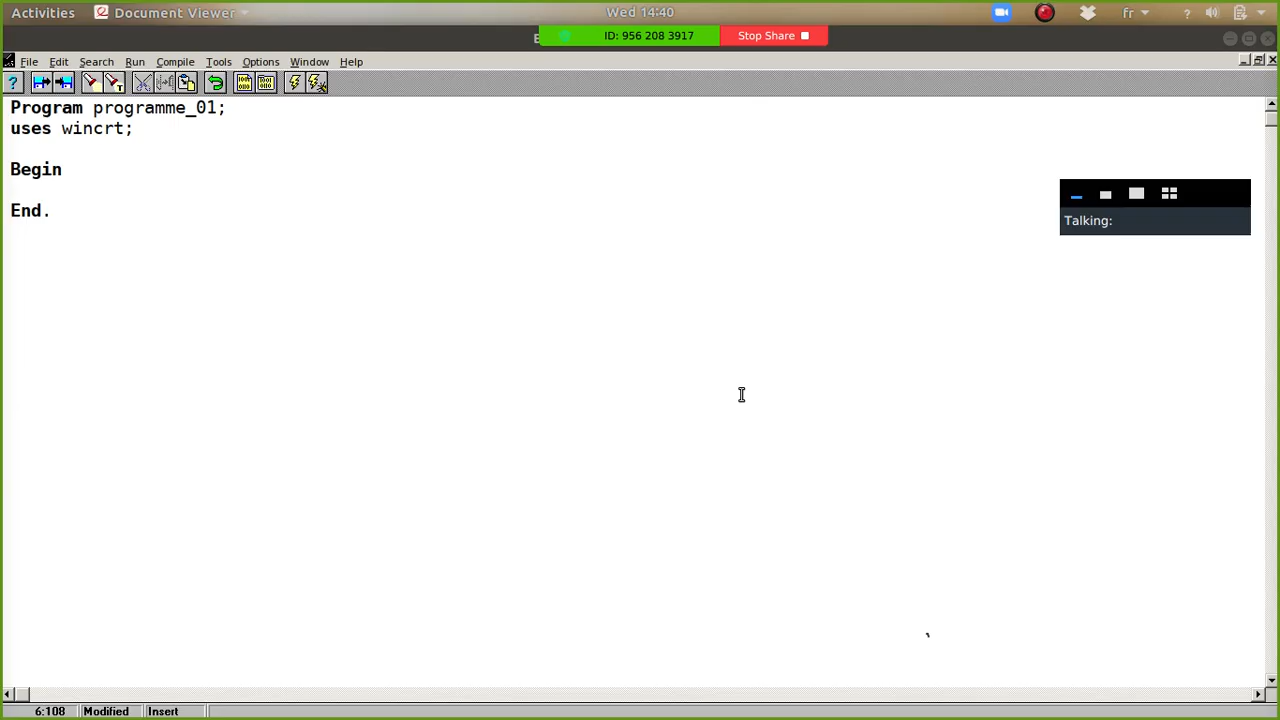 Activities Document Viewer Wed 14:40 fr ?
ID: 956 208 3917 Stop Share
File Edit Search Run Compile Tools Options Window Help
Program programme_01;
uses wincrt;
Begin
End.
Talking:
6:108 Modified Insert